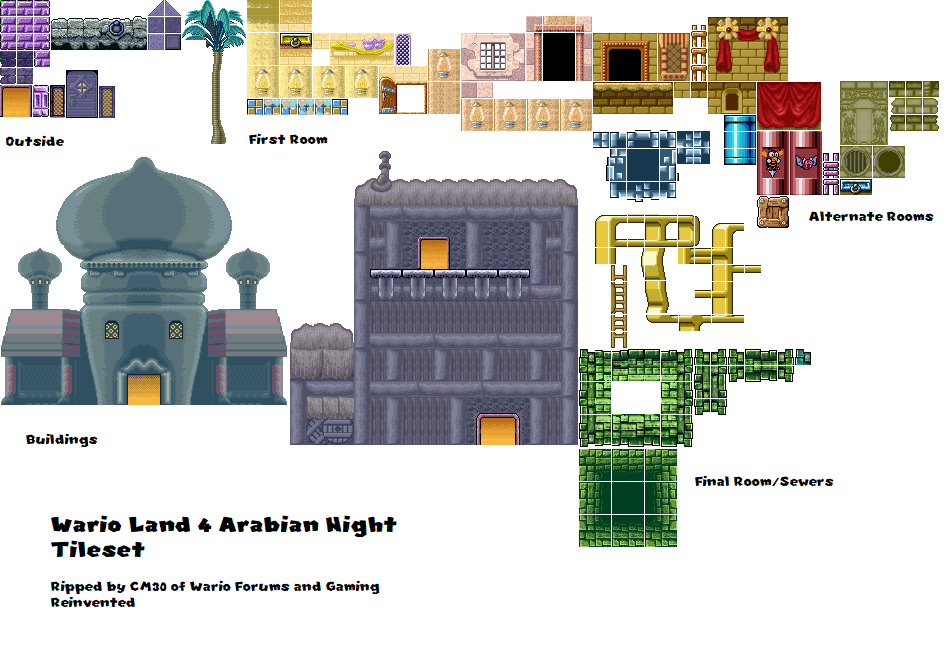 Outside
First Room
Alternate Rooms
Buildings
Final Room/Sewers
Wario Land 4 Arabian Night
Tileset
Ripped by CM30 of Wario Forums and Gaming
Reinvented